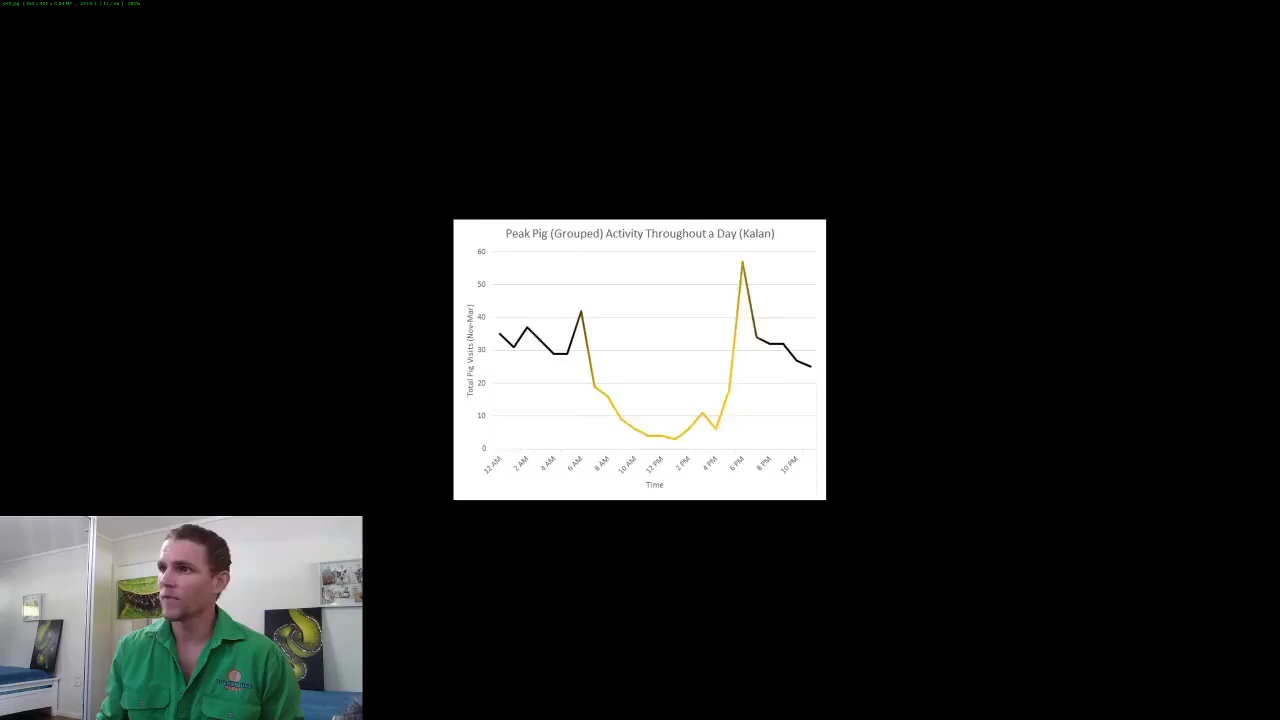 Peak Pig (Grouped) Activity Throughout a Day (Kalan)
60
50
40
30
20
10
0
Total Pig Visits (Nov-Mar)
12 AM
2 AM
4 AM
6 AM
8 AM
10 AM
12 PM
2 PM
4 PM
6 PM
8 PM
10 PM
Time